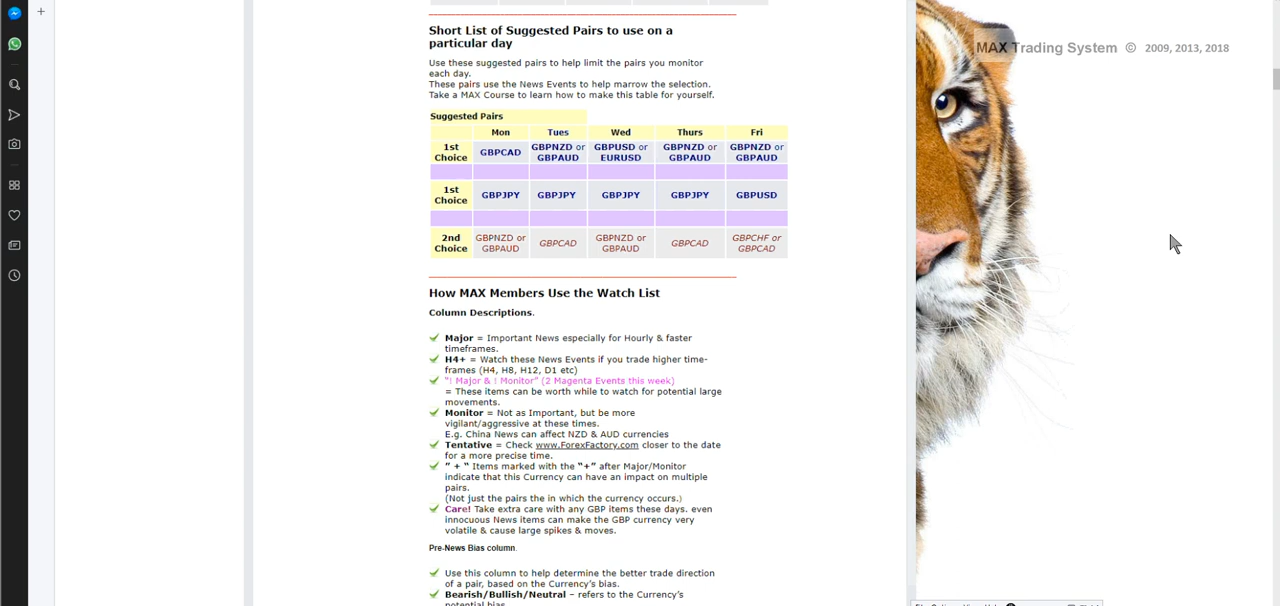 Short List of Suggested Pairs to use on a
particular day
Use these suggested pairs to help limit the pairs you monitor
each day.
These pairs use the News Events to help marrow the selection.
Take a MAX Course to learn how to make this table for yourself.
Suggested Pairs
Mon Tues Wed Thurs Fri
1st Choice GBPCAD GBPNZD or GBPAUD GBPUSD or EURUSD GBPNZD or GBPAUD GBPNZD or GBPAUD
1st Choice GBPJPY GBPJPY GBPJPY GBPJPY GBPUSD
2nd Choice GBPNZD or GBPAUD GBPCAD GBPNZD or GBPAUD GBPCAD GBPCHF or GBPCAD
How MAX Members Use the Watch List
Column Descriptions.
Major = Important News especially for Hourly & faster
timeframes.
H4+ = Watch these News Events if you trade higher time-
frames (H4, H8, H12, D1 etc)
"! Major & ! Monitor" (2 Magenta Events this week)
= These items can be worth while to watch for potential large
movements.
Monitor = Not as Important, but be more
vigilant/aggressive at these times.
E.g. China News can affect NZD & AUD currencies
Tentative = Check www.ForexFactory.com closer to the date
for a more precise time.
" + " Items marked with the "+" after Major/Monitor
indicate that this Currency can have an impact on multiple
pairs.
(Not just the pairs the in which the currency occurs.)
Care! Take extra care with any GBP items these days. even
innocuous News items can make the GBP currency very
volatile & cause large spikes & moves.
Pre-News Bias column.
Use this column to help determine the better trade direction
of a pair, based on the Currency's bias.
Bearish/Bullish/Neutral – refers to the Currency's
potential bias
MAX Trading System © 2009, 2013, 2018